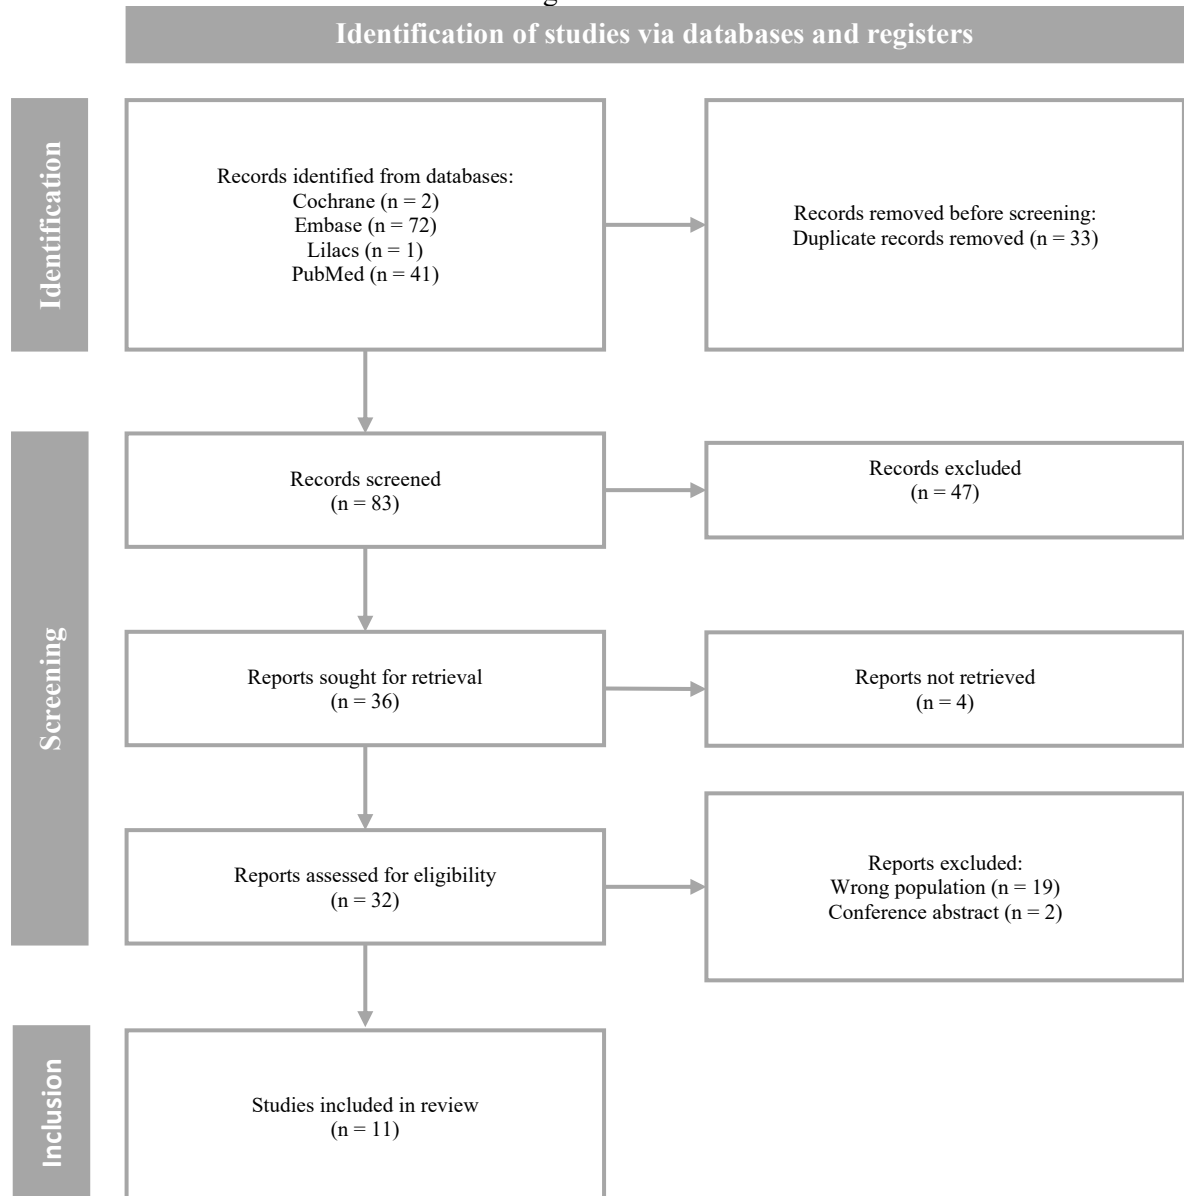 Identification of studies via databases and registers
Identification
Records identified from databases:
Cochrane (n = 2)
Embase (n = 72)
Lilacs (n = 1)
PubMed (n = 41)
Records removed before screening:
Duplicate records removed (n = 33)
Screening
Records screened
(n = 83)
Records excluded
(n = 47)
Reports sought for retrieval
(n = 36)
Reports not retrieved
(n = 4)
Reports assessed for eligibility
(n = 32)
Reports excluded:
Wrong population (n = 19)
Conference abstract (n = 2)
Inclusion
Studies included in review
(n = 11)